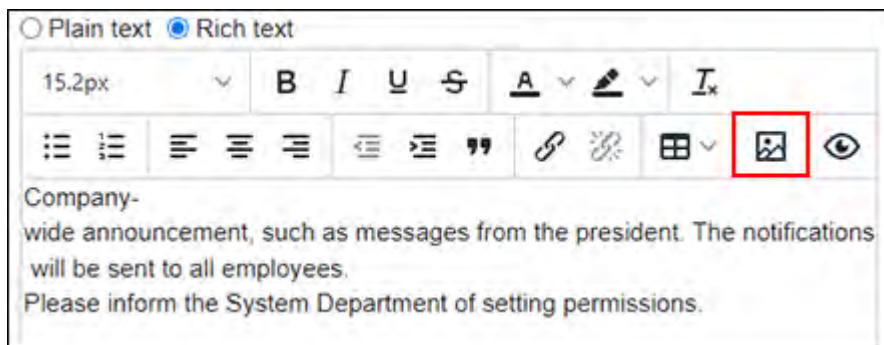 Plain text Rich text
15.2px B I U S A Tx
Company-
wide announcement, such as messages from the president. The notifications
will be sent to all employees.
Please inform the System Department of setting permissions.